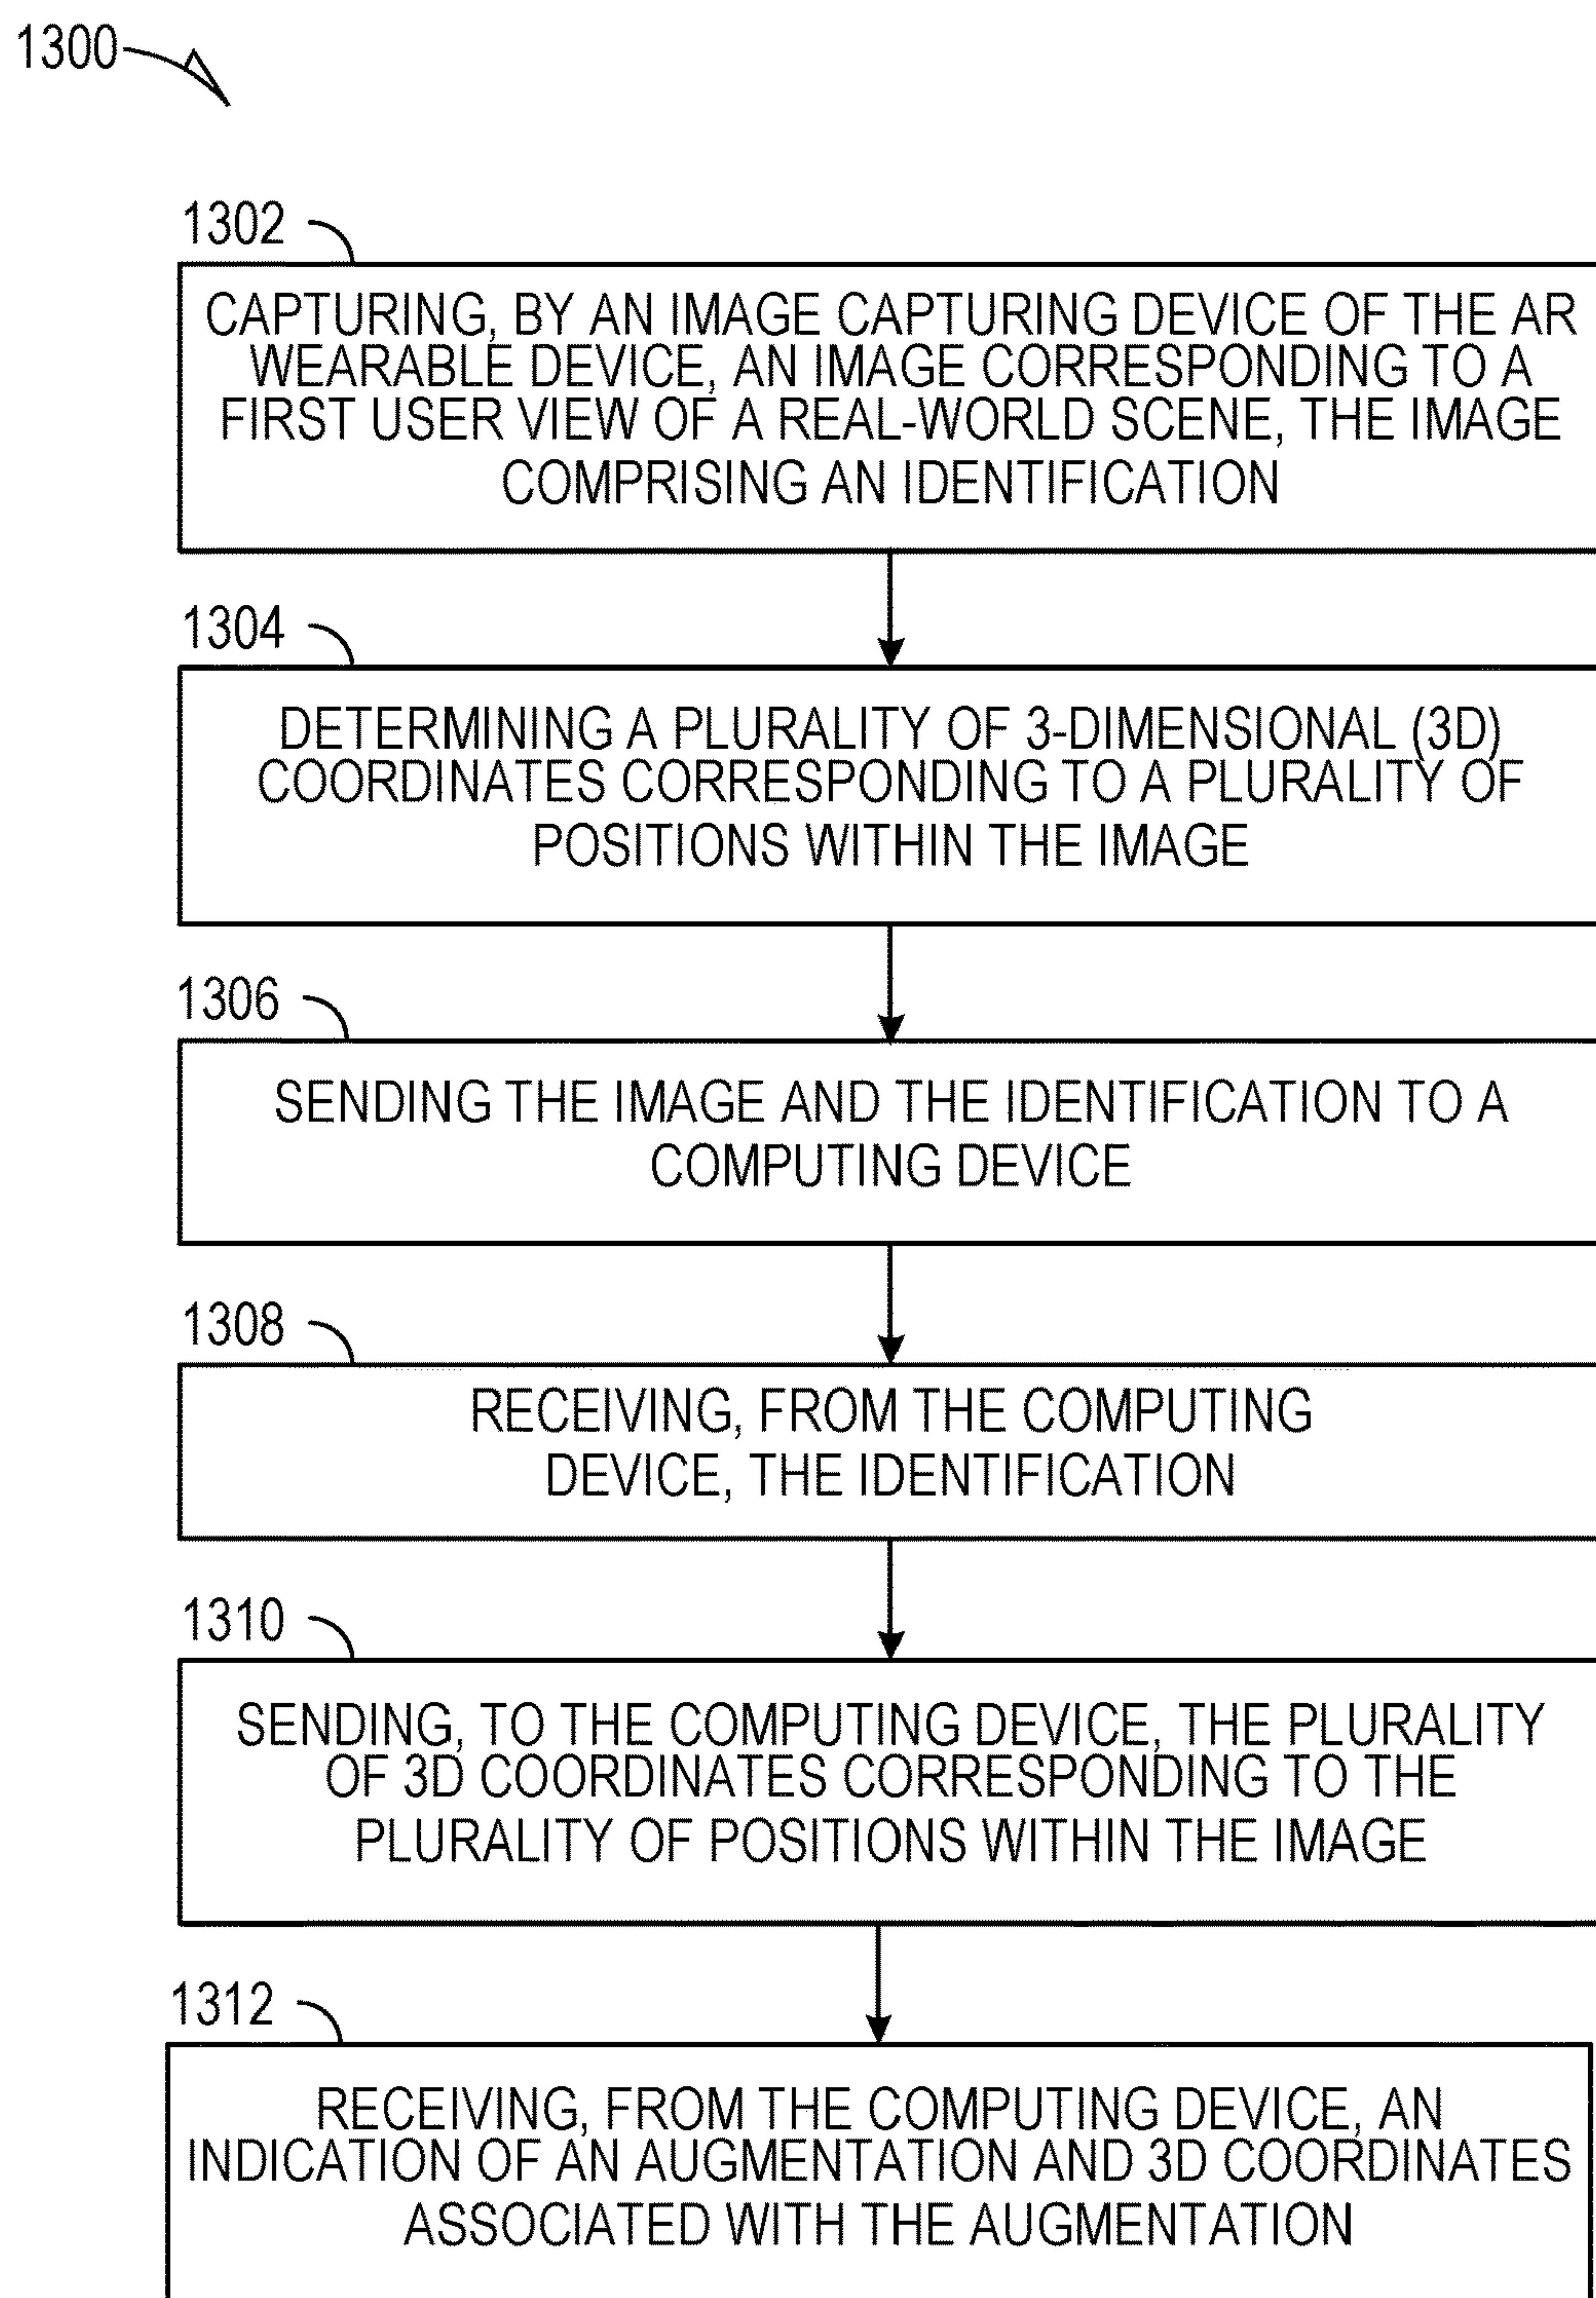 1300
1302
CAPTURING, BY AN IMAGE CAPTURING DEVICE OF THE AR
WEARABLE DEVICE, AN IMAGE CORRESPONDING TO A
FIRST USER VIEW OF A REAL-WORLD SCENE, THE IMAGE
COMPRISING AN IDENTIFICATION
1304
DETERMINING A PLURALITY OF 3-DIMENSIONAL (3D)
COORDINATES CORRESPONDING TO A PLURALITY OF
POSITIONS WITHIN THE IMAGE
1306
SENDING THE IMAGE AND THE IDENTIFICATION TO A
COMPUTING DEVICE
1308
RECEIVING, FROM THE COMPUTING
DEVICE, THE IDENTIFICATION
1310
SENDING, TO THE COMPUTING DEVICE, THE PLURALITY
OF 3D COORDINATES CORRESPONDING TO THE
PLURALITY OF POSITIONS WITHIN THE IMAGE
1312
RECEIVING, FROM THE COMPUTING DEVICE, AN
INDICATION OF AN AUGMENTATION AND 3D COORDINATES
ASSOCIATED WITH THE AUGMENTATION